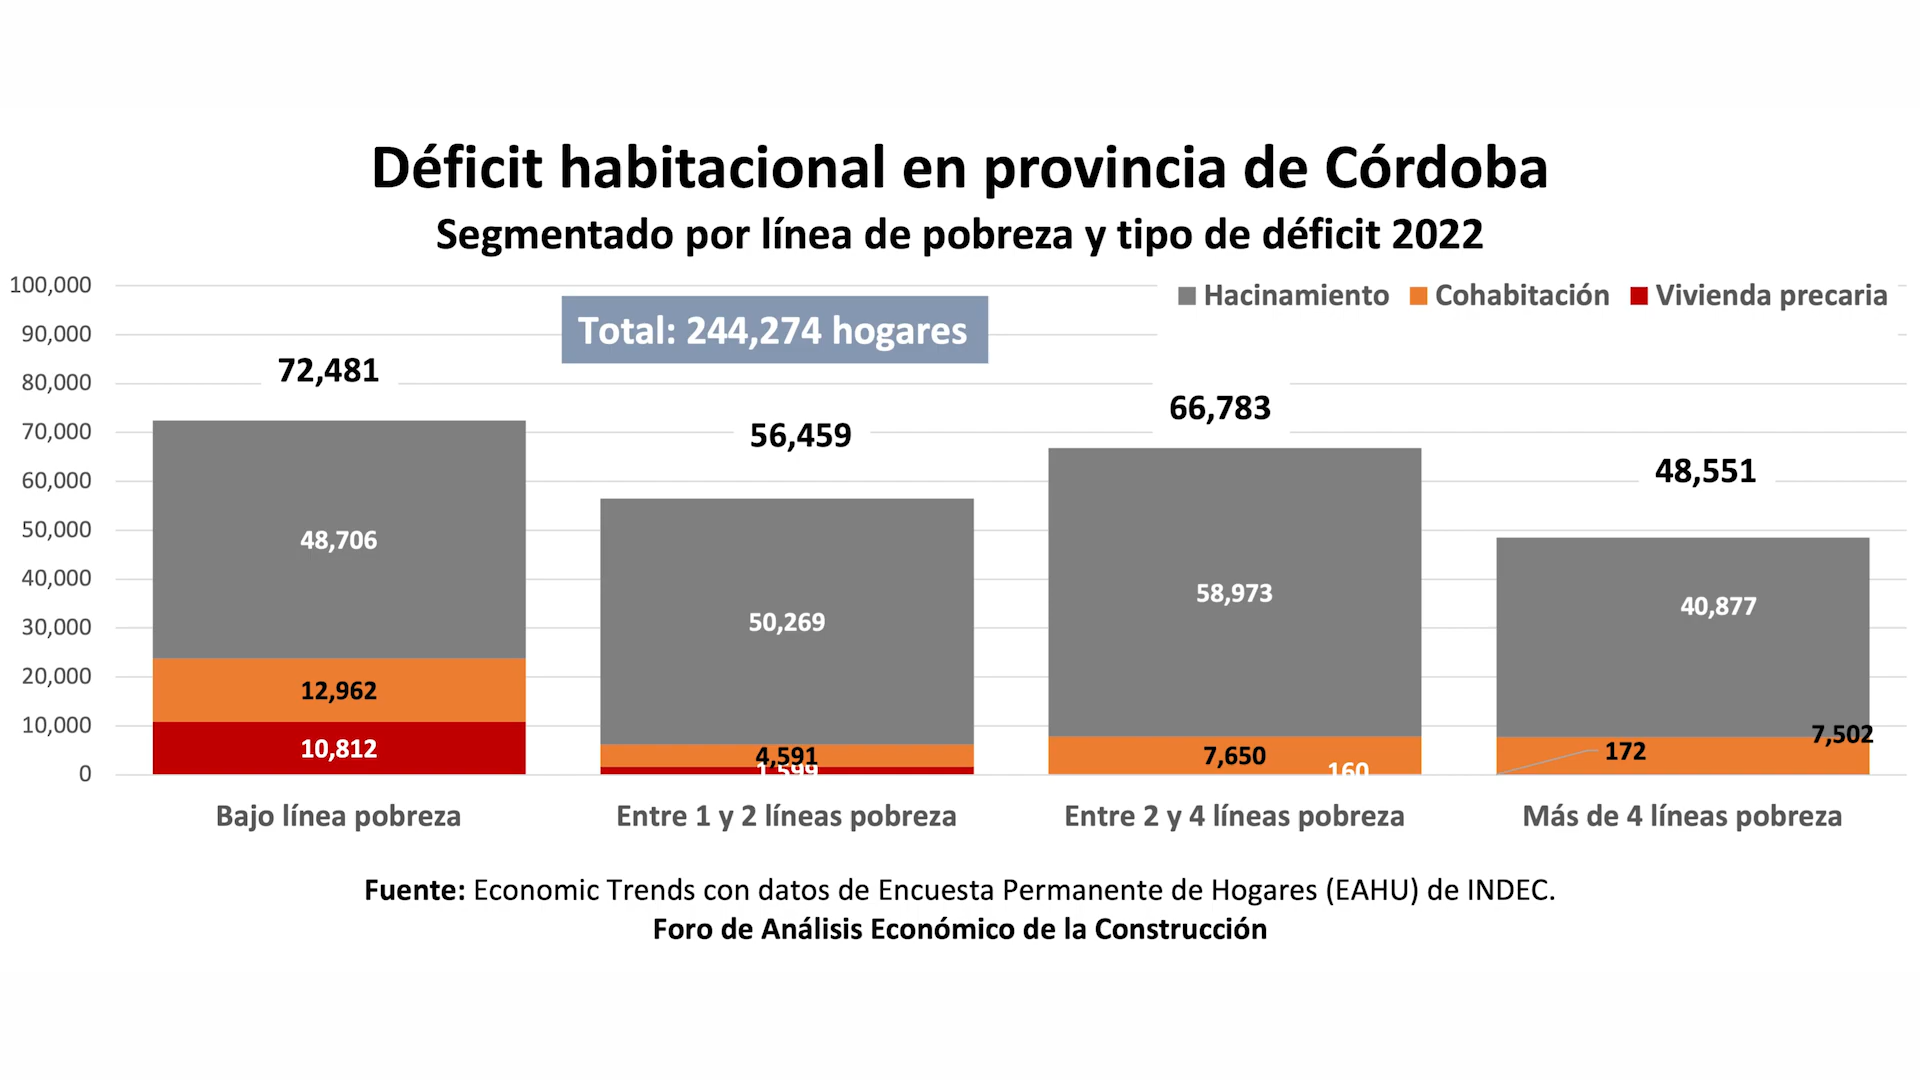 Déficit habitacional en provincia de Córdoba
Segmentado por línea de pobreza y tipo de déficit 2022
Hacinamiento Cohabitación Vivienda precaria
Total: 244,274 hogares
100,000
90,000
80,000
70,000
60,000
50,000
40,000
30,000
20,000
10,000
0
72,481
48,706
12,962
10,812
56,459
50,269
4,591
1,599
66,783
58,973
7,650
160
48,551
40,877
7,502
172
Bajo línea pobreza
Entre 1 y 2 líneas pobreza
Entre 2 y 4 líneas pobreza
Más de 4 líneas pobreza
Fuente: Economic Trends con datos de Encuesta Permanente de Hogares (EAHU) de INDEC.
Foro de Análisis Económico de la Construcción